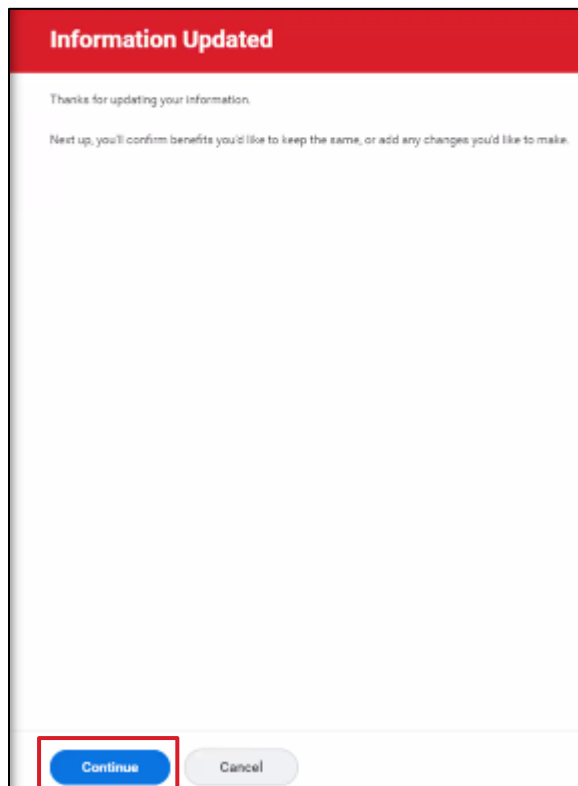 Information Updated
Thanks for updating your information.
Next up, you'll confirm benefits you'd like to keep the same, or add any changes you'd like to make.
Continue
Cancel